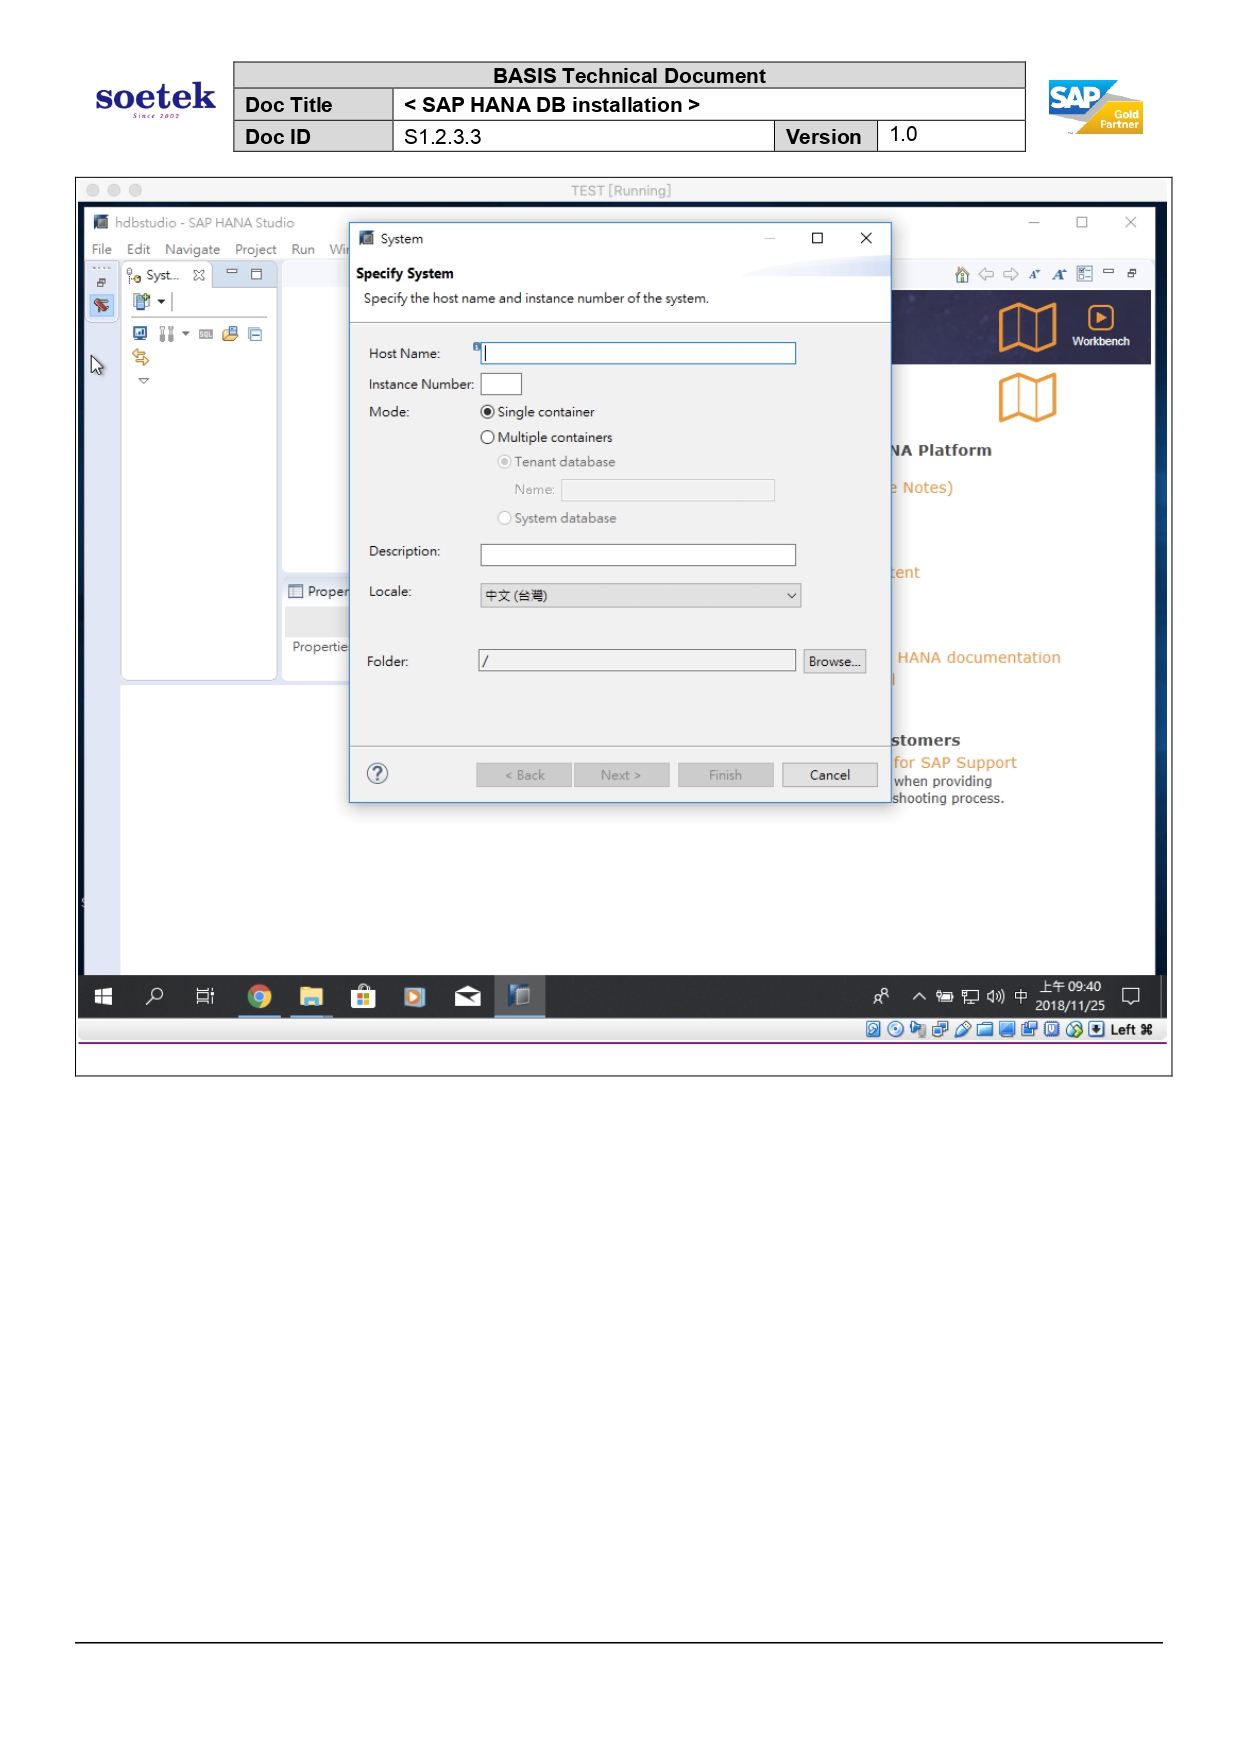 soetek
Since 2002
BASIS Technical Document
Doc Title < SAP HANA DB installation >
Doc ID S1.2.3.3 Version 1.0
SAP Gold Partner
TEST [Running]
hdbstudio - SAP HANA Studio
File Edit Navigate Project Run
System
Specify System
Specify the host name and instance number of the system.
Syst...
Host Name:
Workbench
Instance Number:
Mode: Single container
Multiple containers
Tenant database
Name:
System database
Description:
Locale: 中文 (台灣)
Folder: / Browse...
< Back Next > Finish Cancel
Platform
Notes)
HANA documentation
stomers
for SAP Support
when providing
shooting process.
上午 09:40
中
2018/11/25
Left ⌘